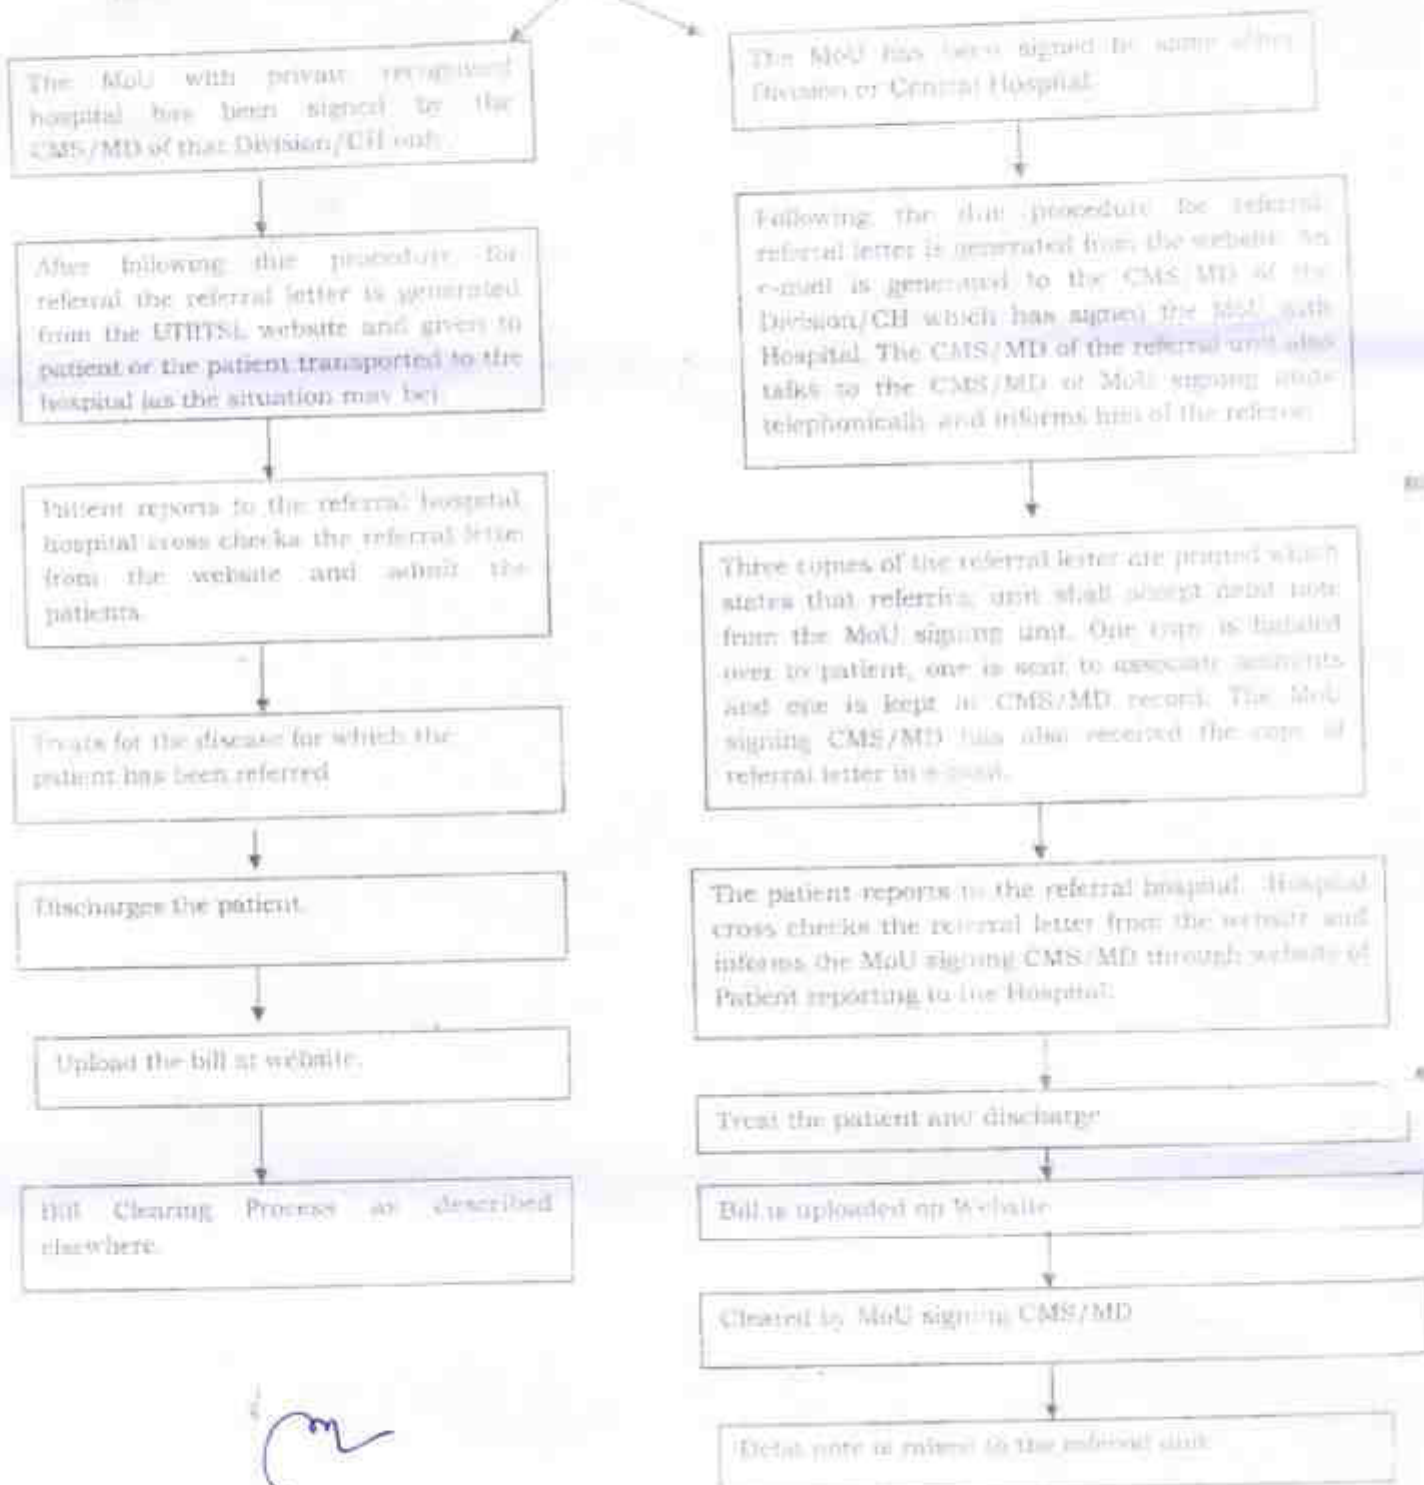 The MoU with private recognised
hospital has been signed by the
CMS/MD of that Division/CH only.
After following due procedure for
referral the referral letter is generated
from the UTIITSL website and given to
patient or the patient transported to the
hospital (as the situation may be)
Patient reports to the referral hospital,
hospital cross checks the referral letter
from the website and admit the
patients.
Treats for the disease for which the
patient has been referred
Discharges the patient.
Upload the bill at website.
Bill Clearing Process as described
elsewhere.
The MoU has been signed by some other
Division or Central Hospital.
Following the due procedure for referral,
referral letter is generated from the website. An
e-mail is generated to the CMS/MD of the
Division/CH which has signed the MoU with
Hospital. The CMS/MD of the referral unit also
talks to the CMS/MD of MoU signing units
telephonically and informs him of the referral.
Three copies of the referral letter are printed which
states that referring unit shall accept debit note
from the MoU signing unit. One copy is handed
over to patient, one is sent to associate accounts
and one is kept in CMS/MD record. The MoU
signing CMS/MD has also received the copy of
referral letter in e-mail.
The patient reports to the referral hospital. Hospital
cross checks the referral letter from the website and
informs the MoU signing CMS/MD through website of
Patient reporting to the Hospital.
Treat the patient and discharge
Bill is uploaded on Website
Cleared by MoU signing CMS/MD
Debit note is raised to the referral unit